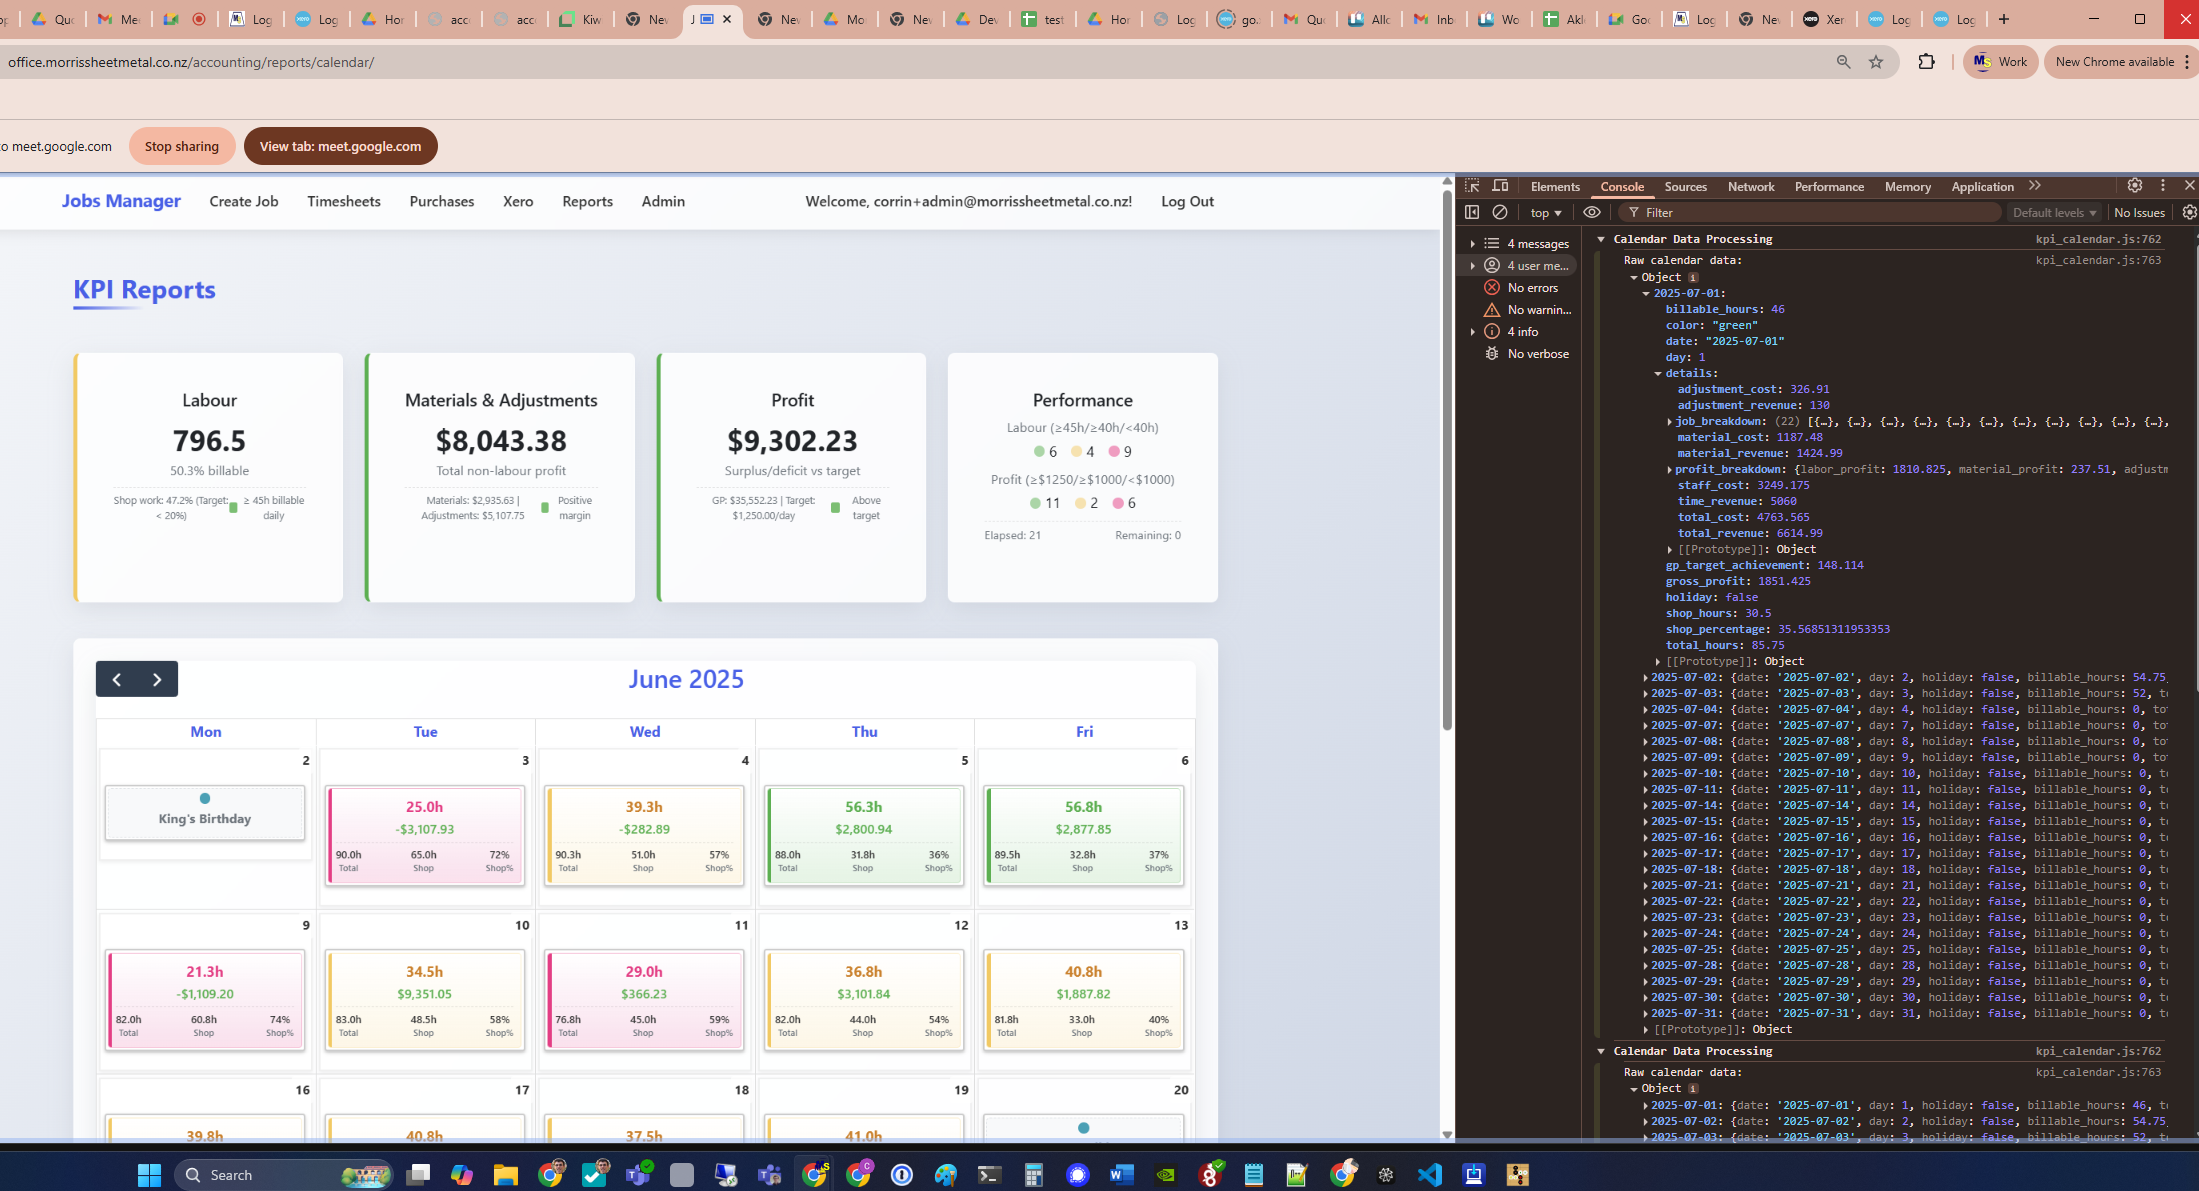 Quo
Mee
Log
Log
Hor
acco
acco
Kiw
Nev
J
Nev
Mo
Nev
Dev
test
Hor
Log
go.
Qu
Allc
Inb
Wo
Akl
Goo
Log
Nev
Xer
Log
Log
office.morrissheetmetal.co.nz/accounting/reports/calendar/
Work
New Chrome available
to meet.google.com
Stop sharing
View tab: meet.google.com
Jobs Manager
Create Job
Timesheets
Purchases
Xero
Reports
Admin
Welcome, corrin+admin@morrissheetmetal.co.nz!
Log Out
KPI Reports
Labour
796.5
50.3% billable
Shop work: 47.2% (Target: < 20%)
≥ 45h billable daily
Materials & Adjustments
$8,043.38
Total non-labour profit
Materials: $2,935.63 |
Adjustments: $5,107.75
Positive margin
Profit
$9,302.23
Surplus/deficit vs target
GP: $35,552.23 | Target:
$1,250.00/day
Above target
Performance
Labour (≥45h/≥40h/<40h)
6 4 9
Profit (≥$1250/≥$1000/<$1000)
11 2 6
Elapsed: 21
Remaining: 0
June 2025
Mon Tue Wed Thu Fri
2 3 4 5 6
King's Birthday
25.0h
-$3,107.93
90.0h 65.0h 72%
Total Shop Shop%
39.3h
-$282.89
90.3h 51.0h 57%
Total Shop Shop%
56.3h
$2,800.94
88.0h 31.8h 36%
Total Shop Shop%
56.8h
$2,877.85
89.5h 32.8h 37%
Total Shop Shop%
9 10 11 12 13
21.3h
-$1,109.20
82.0h 60.8h 74%
Total Shop Shop%
34.5h
$9,351.05
83.0h 48.5h 58%
Total Shop Shop%
29.0h
$366.23
76.8h 45.0h 59%
Total Shop Shop%
36.8h
$3,101.84
82.0h 44.0h 54%
Total Shop Shop%
40.8h
$1,887.82
81.8h 33.0h 40%
Total Shop Shop%
16 17 18 19 20
39.8h 40.8h 37.5h 41.0h
Elements Console Sources Network Performance Memory Application
top
Filter
Default levels
No Issues
4 messages
4 user me...
No errors
No warnin...
4 info
No verbose
Calendar Data Processing kpi_calendar.js:762
Raw calendar data: kpi_calendar.js:763
Object
2025-07-01:
billable_hours: 46
color: "green"
date: "2025-07-01"
day: 1
details:
adjustment_cost: 326.91
adjustment_revenue: 130
job_breakdown: (22) [{…}, {…}, {…}, {…}, {…}, {…}, {…}, {…}, {…}, {…}, {…},
material_cost: 1187.48
material_revenue: 1424.99
profit_breakdown: {labor_profit: 1810.825, material_profit: 237.51, adjustm
staff_cost: 3249.175
time_revenue: 5060
total_cost: 4763.565
total_revenue: 6614.99
[[Prototype]]: Object
gp_target_achievement: 148.114
gross_profit: 1851.425
holiday: false
shop_hours: 30.5
shop_percentage: 35.56851311953353
total_hours: 85.75
[[Prototype]]: Object
2025-07-02: {date: '2025-07-02', day: 2, holiday: false, billable_hours: 54.75,
2025-07-03: {date: '2025-07-03', day: 3, holiday: false, billable_hours: 52, to
2025-07-04: {date: '2025-07-04', day: 4, holiday: false, billable_hours: 0, tot
2025-07-07: {date: '2025-07-07', day: 7, holiday: false, billable_hours: 0, tot
2025-07-08: {date: '2025-07-08', day: 8, holiday: false, billable_hours: 0, tot
2025-07-09: {date: '2025-07-09', day: 9, holiday: false, billable_hours: 0, tot
2025-07-10: {date: '2025-07-10', day: 10, holiday: false, billable_hours: 0, to
2025-07-11: {date: '2025-07-11', day: 11, holiday: false, billable_hours: 0, to
2025-07-14: {date: '2025-07-14', day: 14, holiday: false, billable_hours: 0, to
2025-07-15: {date: '2025-07-15', day: 15, holiday: false, billable_hours: 0, to
2025-07-16: {date: '2025-07-16', day: 16, holiday: false, billable_hours: 0, to
2025-07-17: {date: '2025-07-17', day: 17, holiday: false, billable_hours: 0, to
2025-07-18: {date: '2025-07-18', day: 18, holiday: false, billable_hours: 0, to
2025-07-21: {date: '2025-07-21', day: 21, holiday: false, billable_hours: 0, to
2025-07-22: {date: '2025-07-22', day: 22, holiday: false, billable_hours: 0, to
2025-07-23: {date: '2025-07-23', day: 23, holiday: false, billable_hours: 0, to
2025-07-24: {date: '2025-07-24', day: 24, holiday: false, billable_hours: 0, to
2025-07-25: {date: '2025-07-25', day: 25, holiday: false, billable_hours: 0, to
2025-07-28: {date: '2025-07-28', day: 28, holiday: false, billable_hours: 0, to
2025-07-29: {date: '2025-07-29', day: 29, holiday: false, billable_hours: 0, to
2025-07-30: {date: '2025-07-30', day: 30, holiday: false, billable_hours: 0, to
2025-07-31: {date: '2025-07-31', day: 31, holiday: false, billable_hours: 0, to
[[Prototype]]: Object
Calendar Data Processing kpi_calendar.js:762
Raw calendar data: kpi_calendar.js:763
Object
2025-07-01: {date: '2025-07-01', day: 1, holiday: false, billable_hours: 46, to
2025-07-02: {date: '2025-07-02', day: 2, holiday: false, billable_hours: 54.75,
2025-07-03: {date: '2025-07-03', day: 3, holiday: false, billable_hours: 52, to
Search